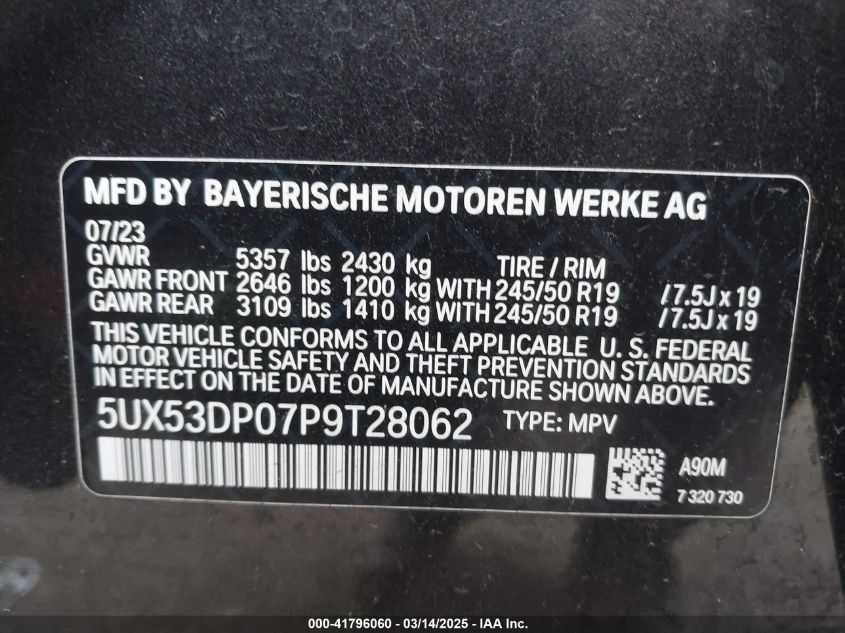 MFD BY BAYERISCHE MOTOREN WERKE AG
07/23
GVWR 5357 lbs 2430 kg TIRE / RIM
GAWR FRONT 2646 lbs 1200 kg WITH 245/50 R19 /7.5J x 19
GAWR REAR 3109 lbs 1410 kg WITH 245/50 R19 /7.5J x 19
THIS VEHICLE CONFORMS TO ALL APPLICABLE U. S. FEDERAL
MOTOR VEHICLE SAFETY AND THEFT PREVENTION STANDARDS
IN EFFECT ON THE DATE OF MANUFACTURE SHOWN ABOVE.
5UX53DP07P9T28062 TYPE: MPV
A90M
7 320 730
000-41796060 - 03/14/2025 - IAA Inc.